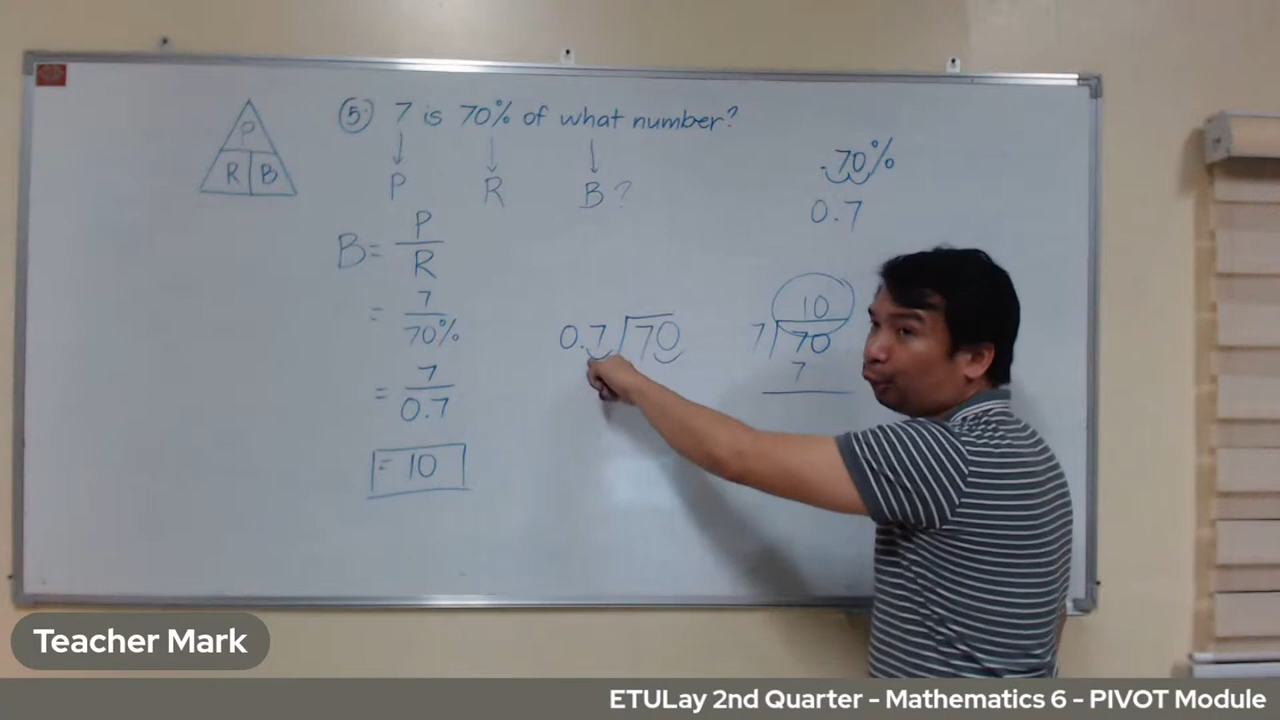 P
R B
5. 7 is 70% of what number?
P R B?
B = P
R
= 7
70%
= 7
0.7
= 10
.70%
0.7
0.7 70
10
7 70
7
Teacher Mark
ETULay 2nd Quarter - Mathematics 6 - PIVOT Module